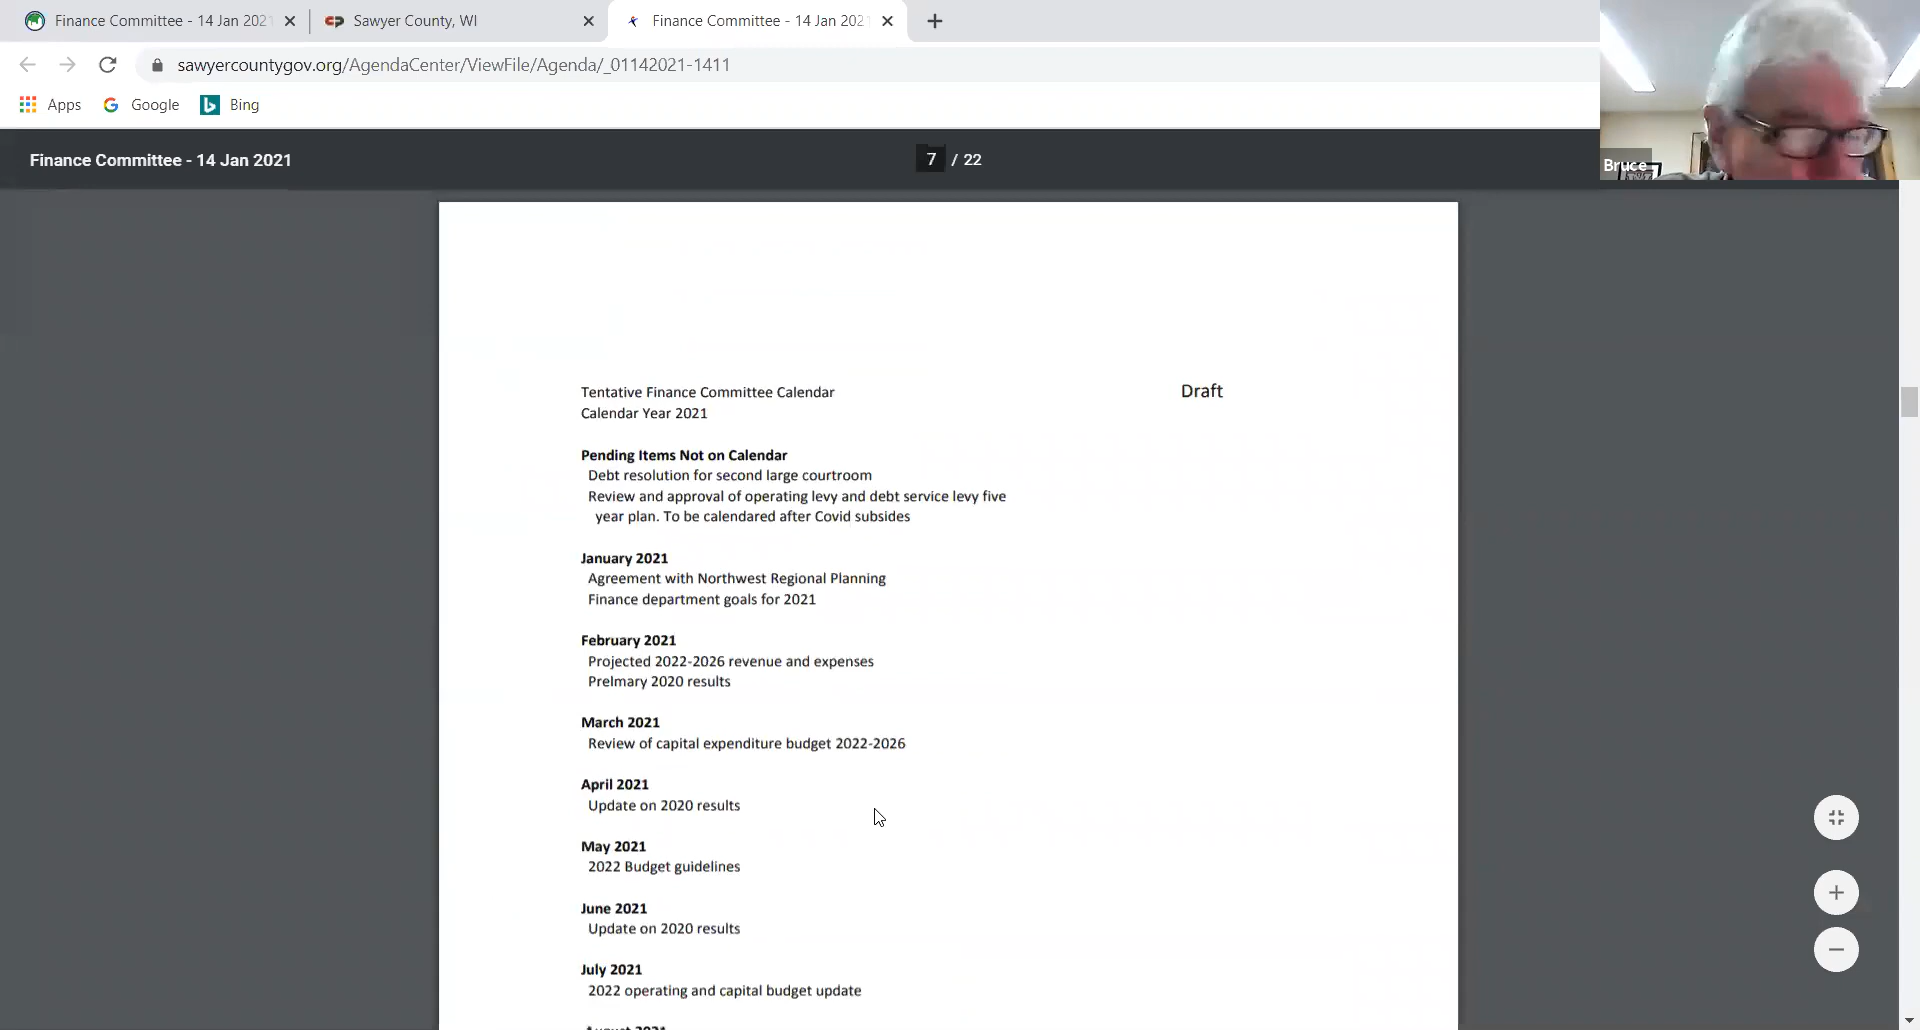 Finance Committee - 14 Jan 202
Sawyer County, WI
Finance Committee - 14 Jan 202
sawyercountygov.org/AgendaCenter/ViewFile/Agenda/_01142021-1411
Apps
Google
Bing
Finance Committee - 14 Jan 2021
7 / 22
Bruce
Tentative Finance Committee Calendar
Draft
Calendar Year 2021
Pending Items Not on Calendar
Debt resolution for second large courtroom
Review and approval of operating levy and debt service levy five
year plan. To be calendared after Covid subsides
January 2021
Agreement with Northwest Regional Planning
Finance department goals for 2021
February 2021
Projected 2022-2026 revenue and expenses
Prelmary 2020 results
March 2021
Review of capital expenditure budget 2022-2026
April 2021
Update on 2020 results
May 2021
2022 Budget guidelines
June 2021
Update on 2020 results
July 2021
2022 operating and capital budget update
August 2021